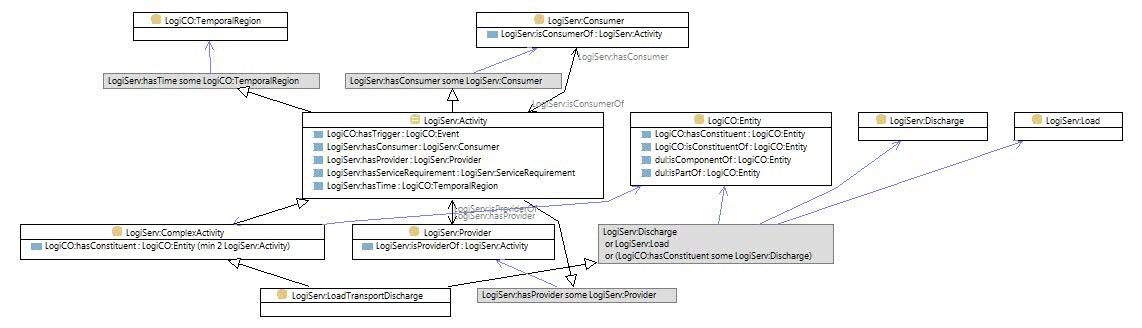 LogiCO:TemporalRegion
LogiServ:Consumer
LogiServ:isConsumerOf : LogiServ:Activity
LogiServ:hasConsumer
LogiServ:hasTime some LogiCO:TemporalRegion
LogiServ:hasConsumer some LogiServ:Consumer
LogiServ:isConsumerOf
LogiServ:Activity
LogiCO:hasTrigger : LogiCO:Event
LogiServ:hasConsumer : LogiServ:Consumer
LogiServ:hasProvider : LogiServ:Provider
LogiServ:hasServiceRequirement : LogiServ:ServiceRequirement
LogiServ:hasTime : LogiCO:TemporalRegion
LogiCO:Entity
LogiCO:hasConstituent : LogiCO:Entity
LogiCO:isConstituentOf : LogiCO:Entity
dul:isComponentOf : LogiCO:Entity
dul:isPartOf : LogiCO:Entity
LogiServ:Discharge
LogiServ:Load
LogiServ:isProviderOf
LogiServ:hasProvider
LogiServ:ComplexActivity
LogiCO:hasConstituent : LogiCO:Entity (min 2 LogiServ:Activity)
LogiServ:Provider
LogiServ:isProviderOf : LogiServ:Activity
LogiServ:Discharge
or LogiServ:Load
or (LogiCO:hasConstituent some LogiServ:Discharge)
LogiServ:LoadTransportDischarge
LogiServ:hasProvider some LogiServ:Provider